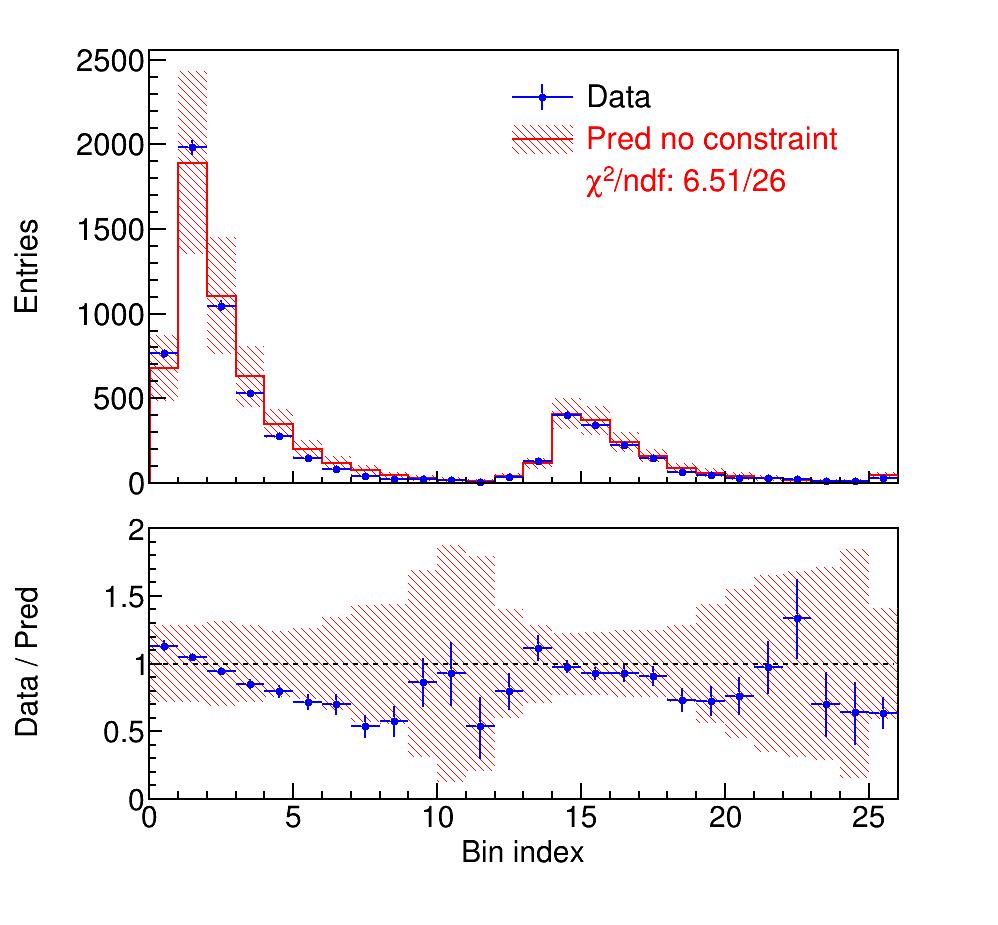 2500
2000
1500
1000
500
0
Entries
Data
Pred no constraint
χ²/ndf: 6.51/26
2
1.5
1
0.5
0
Data / Pred
0 5 10 15 20 25
Bin index